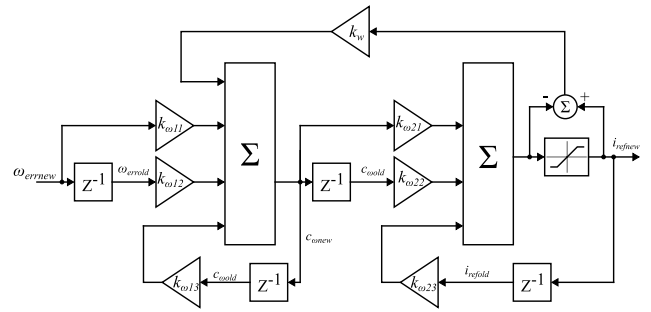 k_w
- Σ +
k_ω11
k_ω21
ω_errnew
Z⁻¹
ω_errold
k_ω12
Σ
Z⁻¹
c_ωold
k_ω22
Σ
i_refnew
c_ωnew
k_ω13
c_ωold
Z⁻¹
k_ω23
i_refold
Z⁻¹